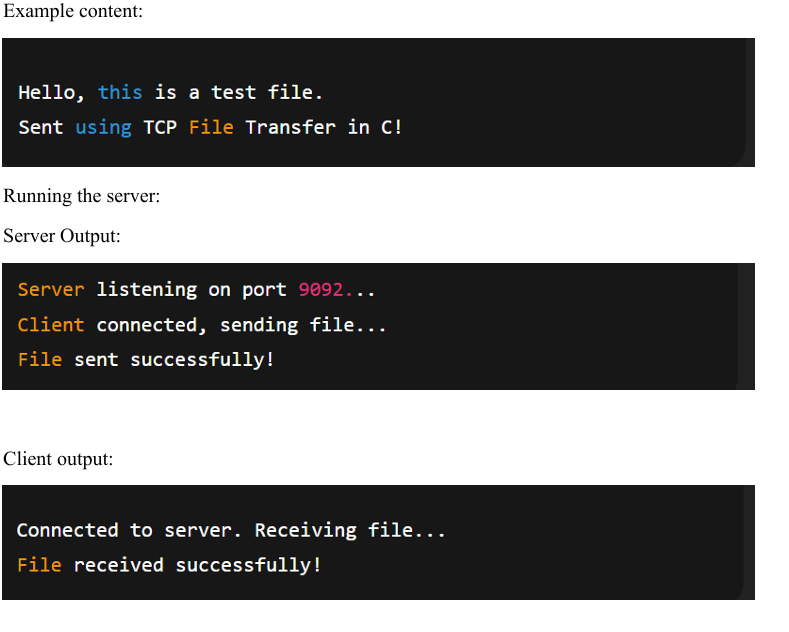 Example content:
Hello, this is a test file.
Sent using TCP File Transfer in C!
Running the server:
Server Output:
Server listening on port 9092...
Client connected, sending file...
File sent successfully!
Client output:
Connected to server. Receiving file...
File received successfully!